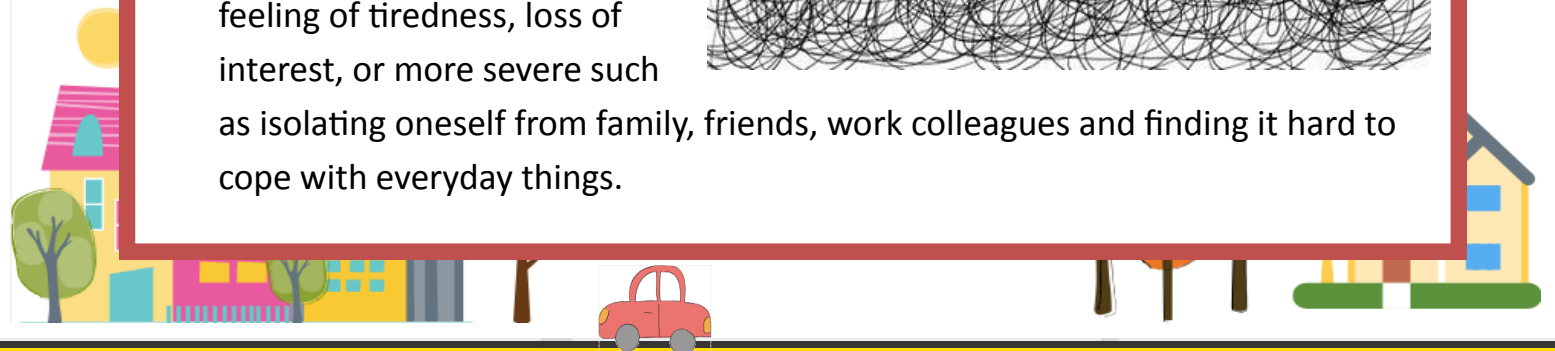 feeling of tiredness, loss of
interest, or more severe such
as isolating oneself from family, friends, work colleagues and finding it hard to
cope with everyday things.